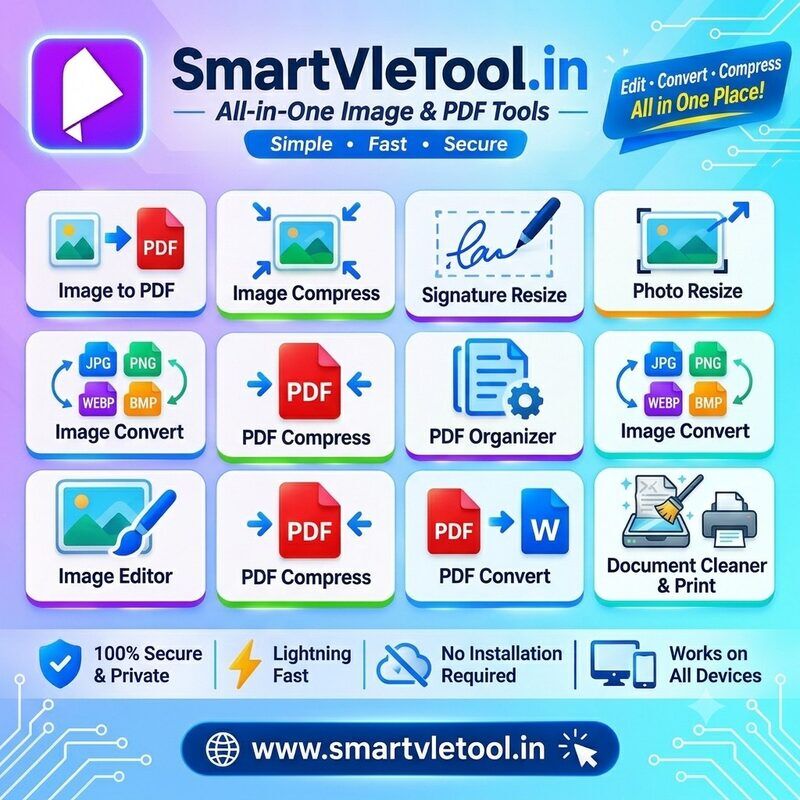 SmartVleTool.in
All-in-One Image & PDF Tools
Simple • Fast • Secure
Edit • Convert • Compress
All in One Place!
PDF
Image to PDF
Image Compress
Signature Resize
Photo Resize
JPG PNG
WEBP BMP
Image Convert
PDF
PDF Compress
PDF Organizer
JPG PNG
WEBP BMP
Image Convert
Image Editor
PDF
PDF Compress
PDF W
PDF Convert
Document Cleaner
& Print
100% Secure
& Private
Lightning
Fast
No Installation
Required
Works on
All Devices
www.smartvletool.in